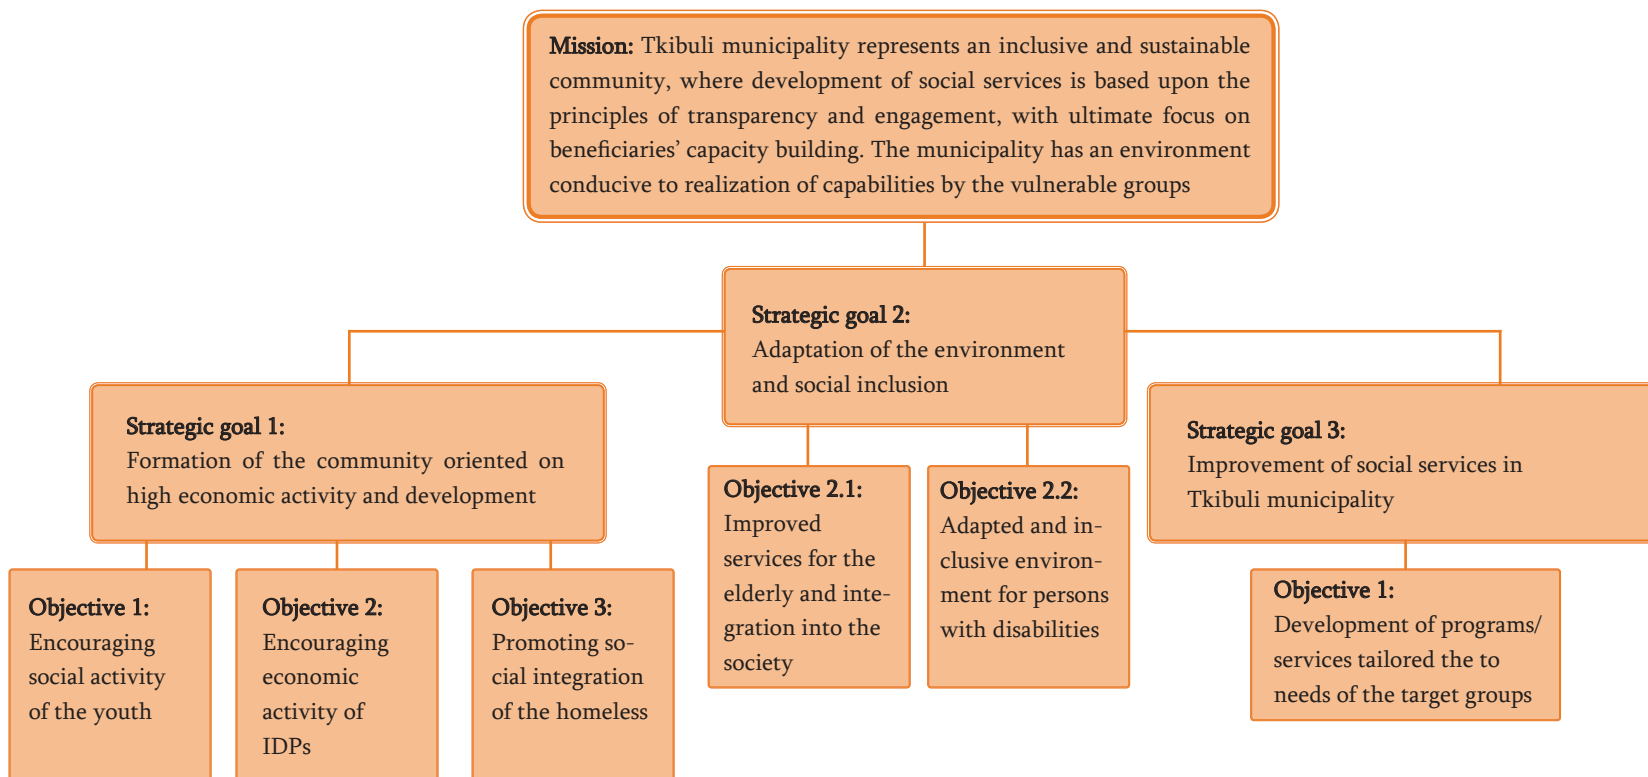 Mission: Tkibuli municipality represents an inclusive and sustainable
community, where development of social services is based upon the
principles of transparency and engagement, with ultimate focus on
beneficiaries’ capacity building. The municipality has an environment
conducive to realization of capabilities by the vulnerable groups
Strategic goal 2:
Adaptation of the environment
and social inclusion
Strategic goal 1:
Formation of the community oriented on
high economic activity and development
Strategic goal 3:
Improvement of social services in
Tkibuli municipality
Objective 2.1:
Improved
services for the
elderly and inte-
gration into the
society
Objective 2.2:
Adapted and in-
clusive environ-
ment for persons
with disabilities
Objective 1:
Encouraging
social activity
of the youth
Objective 2:
Encouraging
economic
activity of
IDPs
Objective 3:
Promoting so-
cial integration
of the homeless
Objective 1:
Development of programs/
services tailored the to
needs of the target groups